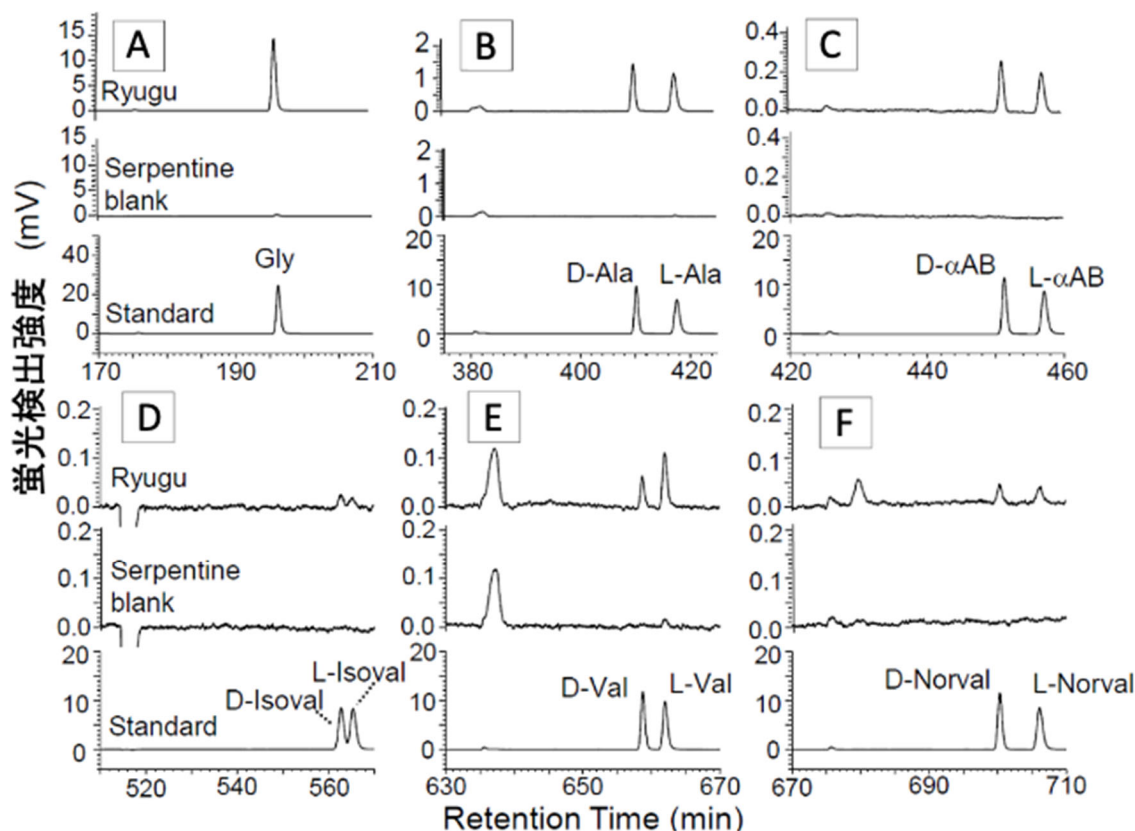 蛍光検出強度 (mV)
A
15
10
5
0
Ryugu
15
10
5
0
Serpentine
blank
40
20
0
Gly
Standard
170 190 210
B
2
1
0
2
1
0
20
10
0
D-Ala L-Ala
380 400 420
C
0.4
0.2
0.0
0.4
0.2
0.0
20
10
0
D-αAB L-αAB
420 440 460
D
0.2
0.1
0.0
Ryugu
0.2
0.1
0.0
Serpentine
blank
20
10
0
L-Isoval
D-Isoval
Standard
520 540 560
E
0.2
0.1
0.0
0.2
0.1
0.0
20
10
0
D-Val L-Val
630 650 670
F
0.2
0.1
0.0
0.2
0.1
0.0
20
10
0
D-Norval L-Norval
670 690 710
Retention Time (min)